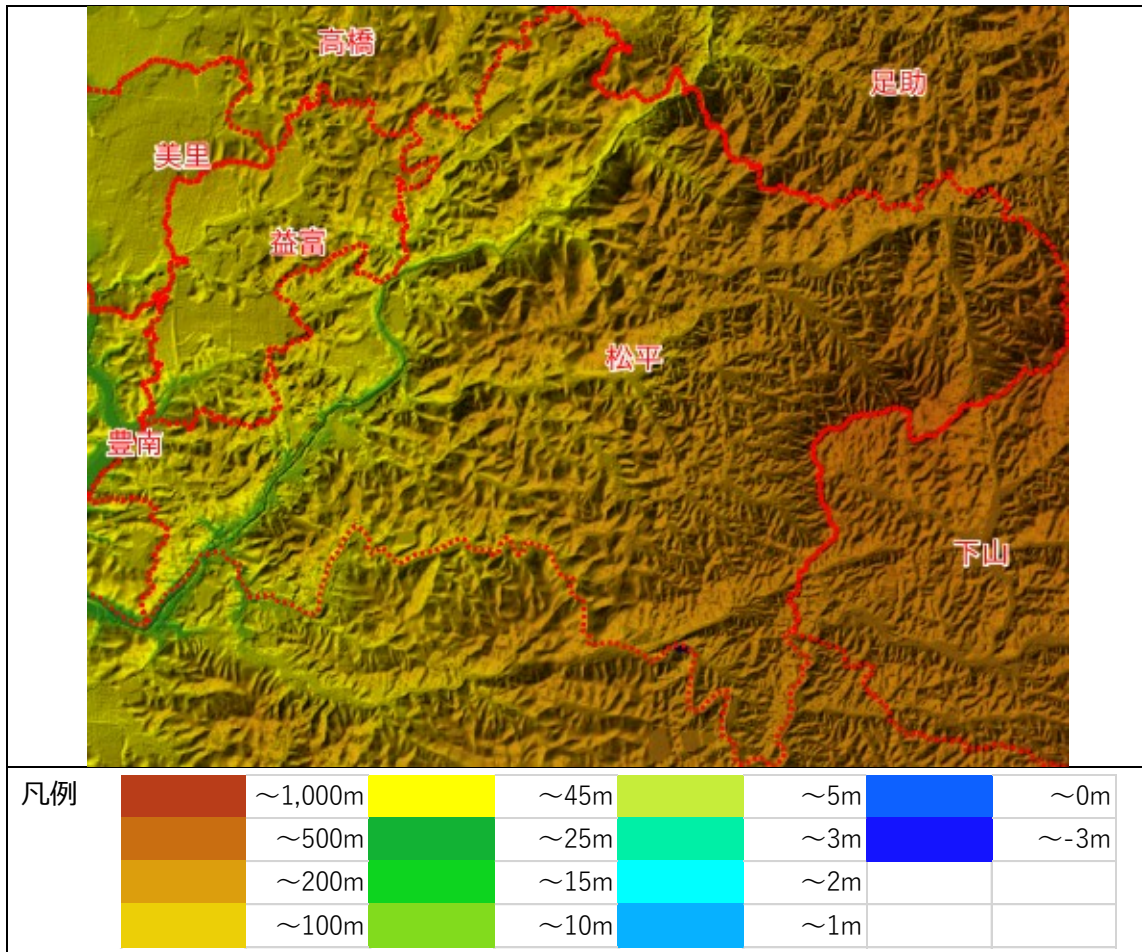 高橋
足助
美里
益富
松平
豊南
下山
凡例
～1,000m ～45m ～5m ～0m
～500m ～25m ～3m ～-3m
～200m ～15m ～2m
～100m ～10m ～1m